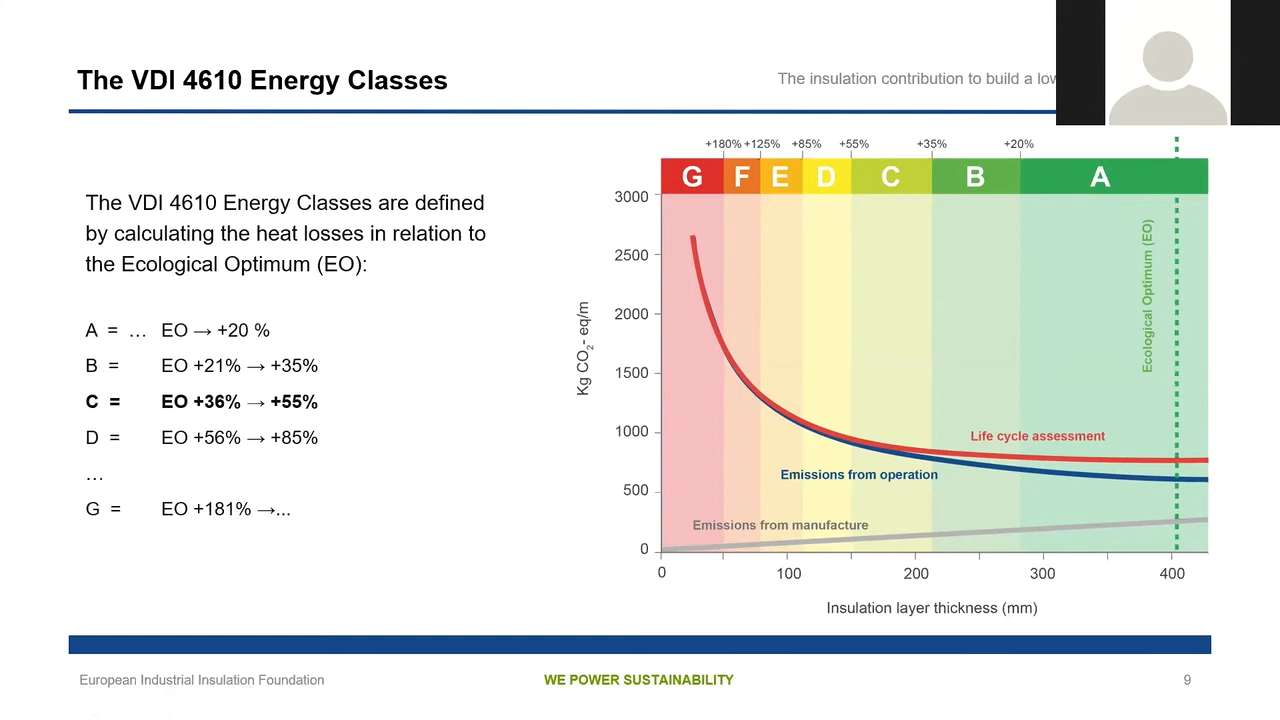 The VDI 4610 Energy Classes
The insulation contribution to build a low
The VDI 4610 Energy Classes are defined
by calculating the heat losses in relation to
the Ecological Optimum (EO):
A = … EO → +20 %
B = EO +21% → +35%
C = EO +36% → +55%
D = EO +56% → +85%
…
G = EO +181% →...
+180% +125% +85% +55% +35% +20%
G F E D C B A
3000
2500
2000
1500
1000
500
0
Kg CO₂- eq/m
Ecological Optimum (EO)
Life cycle assessment
Emissions from operation
Emissions from manufacture
0 100 200 300 400
Insulation layer thickness (mm)
European Industrial Insulation Foundation
WE POWER SUSTAINABILITY
9